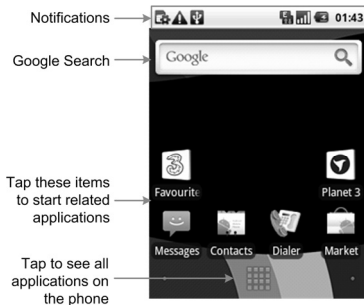 Notifications
01:43
Google Search
Google
Favourite
Planet 3
Tap these items
to start related
applications
Messages
Contacts
Dialer
Market
Tap to see all
applications on
the phone